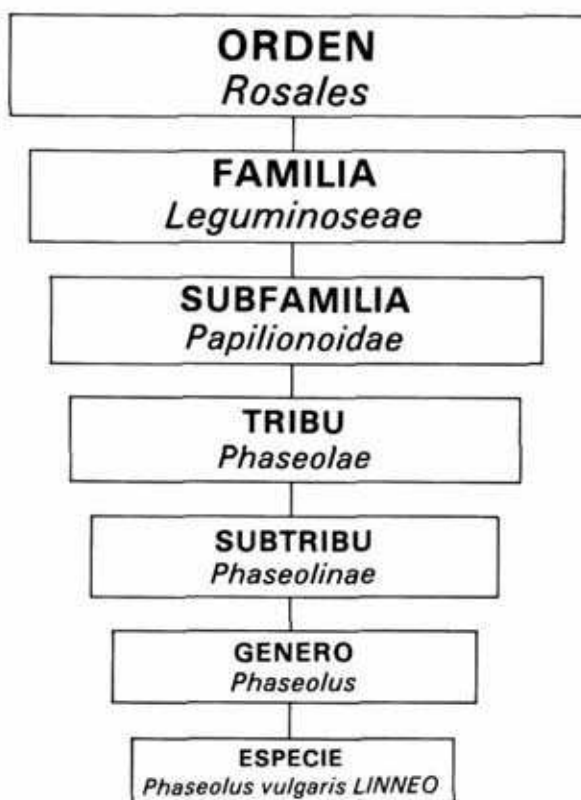 ORDEN
Rosales
FAMILIA
Leguminoseae
SUBFAMILIA
Papilionoidae
TRIBU
Phaseolae
SUBTRIBU
Phaseolinae
GENERO
Phaseolus
ESPECIE
Phaseolus vulgaris LINNEO